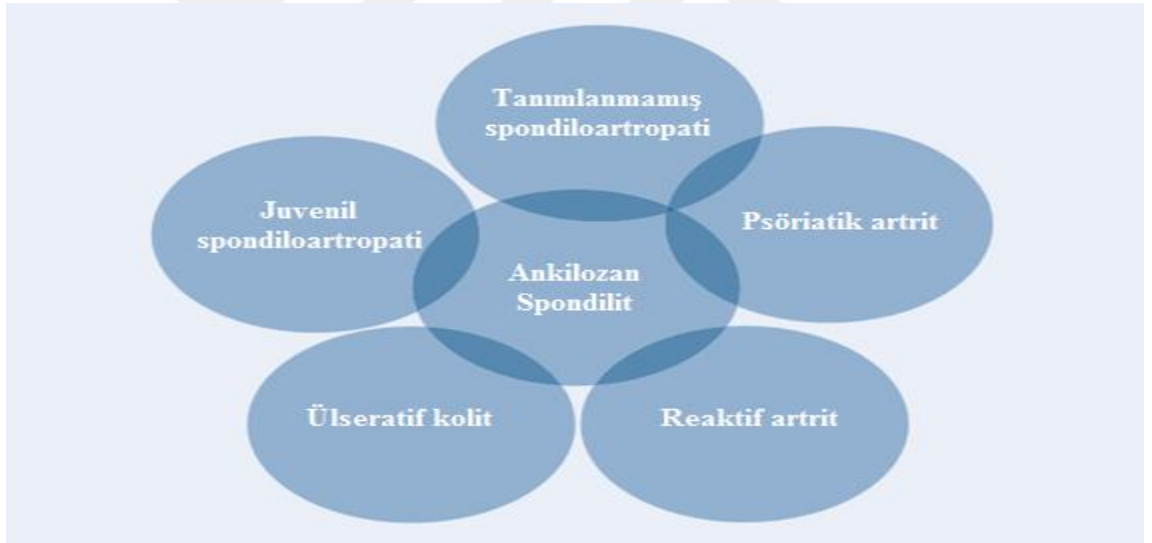 Tanımlanmamış
spondiloartropati
Juvenil
spondiloartropati
Psöriatik artrit
Ankilozan
Spondilit
Ülseratif kolit
Reaktif artrit